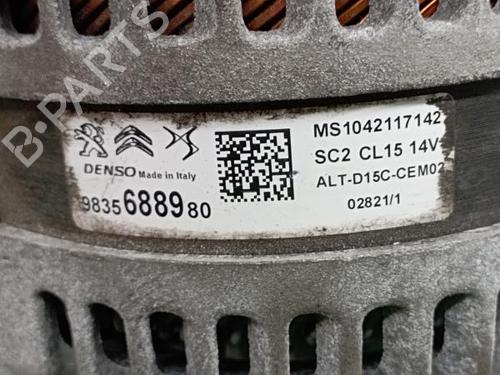 B-PARTS
DENSO Made in Italy
9835688980
MS1042117142
SC2 CL15 14V
ALT-D15C-CEM02
02821/1